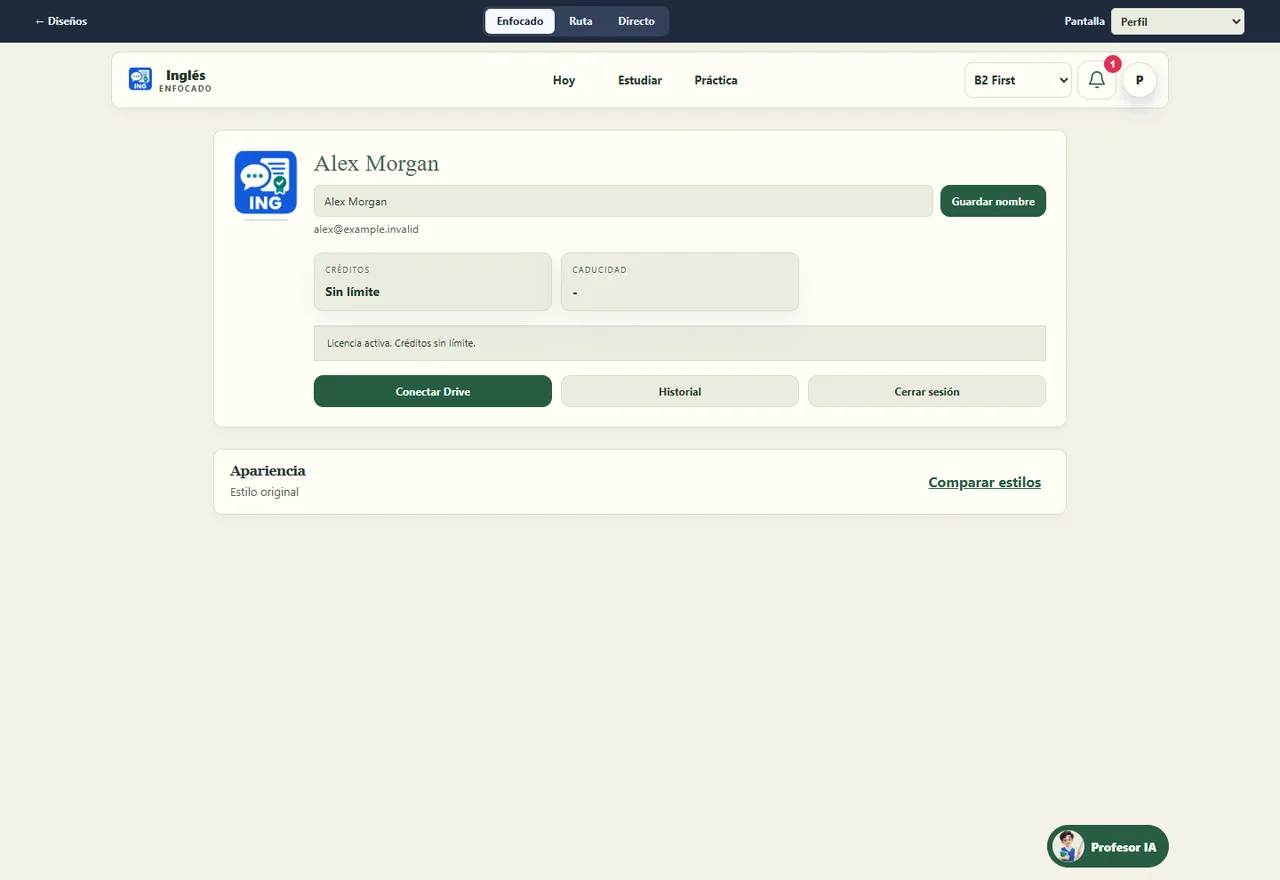 ← Diseños
Enfocado
Ruta
Directo
Pantalla
Perfil
ING
Inglés
ENFOCADO
Hoy
Estudiar
Práctica
B2 First
1
P
ING
Alex Morgan
Alex Morgan
Guardar nombre
alex@example.invalid
CRÉDITOS
Sin límite
CADUCIDAD
-
Licencia activa. Créditos sin límite.
Conectar Drive
Historial
Cerrar sesión
Apariencia
Estilo original
Comparar estilos
Profesor IA